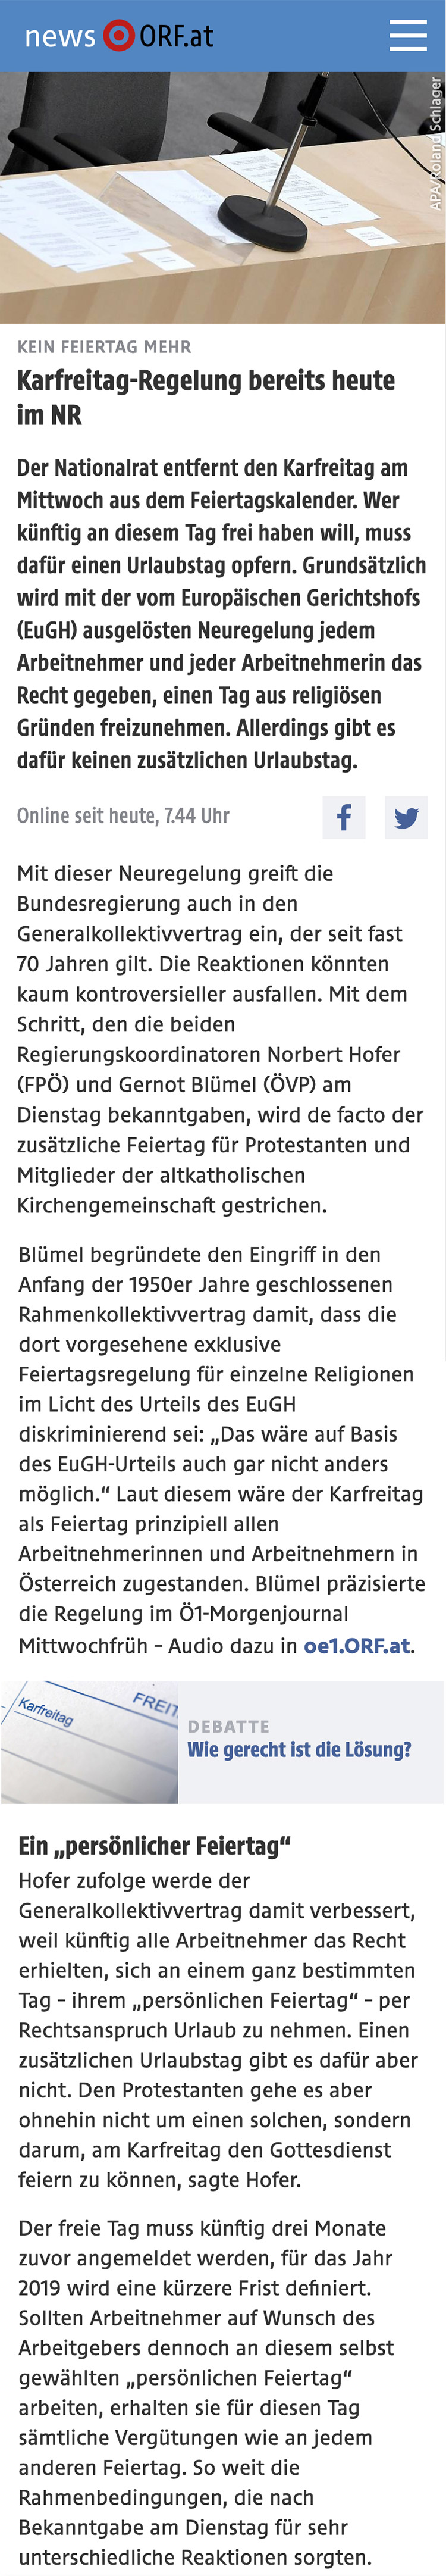 news ORF.at
APA/Roland Schlager
KEIN FEIERTAG MEHR
Karfreitag-Regelung bereits heute
im NR
Der Nationalrat entfernt den Karfreitag am
Mittwoch aus dem Feiertagskalender. Wer
künftig an diesem Tag frei haben will, muss
dafür einen Urlaubstag opfern. Grundsätzlich
wird mit der vom Europäischen Gerichtshofs
(EuGH) ausgelösten Neuregelung jedem
Arbeitnehmer und jeder Arbeitnehmerin das
Recht gegeben, einen Tag aus religiösen
Gründen freizunehmen. Allerdings gibt es
dafür keinen zusätzlichen Urlaubstag.
Online seit heute, 7.44 Uhr
Mit dieser Neuregelung greift die
Bundesregierung auch in den
Generalkollektivvertrag ein, der seit fast
70 Jahren gilt. Die Reaktionen könnten
kaum kontroversieller ausfallen. Mit dem
Schritt, den die beiden
Regierungskoordinatoren Norbert Hofer
(FPÖ) und Gernot Blümel (ÖVP) am
Dienstag bekanntgaben, wird de facto der
zusätzliche Feiertag für Protestanten und
Mitglieder der altkatholischen
Kirchengemeinschaft gestrichen.
Blümel begründete den Eingriff in den
Anfang der 1950er Jahre geschlossenen
Rahmenkollektivvertrag damit, dass die
dort vorgesehene exklusive
Feiertagsregelung für einzelne Religionen
im Licht des Urteils des EuGH
diskriminierend sei: „Das wäre auf Basis
des EuGH-Urteils auch gar nicht anders
möglich.“ Laut diesem wäre der Karfreitag
als Feiertag prinzipiell allen
Arbeitnehmerinnen und Arbeitnehmern in
Österreich zugestanden. Blümel präzisierte
die Regelung im Ö1-Morgenjournal
Mittwochfrüh – Audio dazu in oe1.ORF.at.
Karfreitag
FREIT
DEBATTE
Wie gerecht ist die Lösung?
Ein „persönlicher Feiertag“
Hofer zufolge werde der
Generalkollektivvertrag damit verbessert,
weil künftig alle Arbeitnehmer das Recht
erhielten, sich an einem ganz bestimmten
Tag – ihrem „persönlichen Feiertag“ – per
Rechtsanspruch Urlaub zu nehmen. Einen
zusätzlichen Urlaubstag gibt es dafür aber
nicht. Den Protestanten gehe es aber
ohnehin nicht um einen solchen, sondern
darum, am Karfreitag den Gottesdienst
feiern zu können, sagte Hofer.
Der freie Tag muss künftig drei Monate
zuvor angemeldet werden, für das Jahr
2019 wird eine kürzere Frist definiert.
Sollten Arbeitnehmer auf Wunsch des
Arbeitgebers dennoch an diesem selbst
gewählten „persönlichen Feiertag“
arbeiten, erhalten sie für diesen Tag
sämtliche Vergütungen wie an jedem
anderen Feiertag. So weit die
Rahmenbedingungen, die nach
Bekanntgabe am Dienstag für sehr
unterschiedliche Reaktionen sorgten.